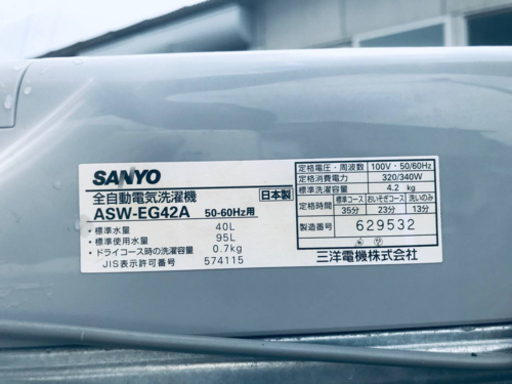 SANYO
全自動電気洗濯機 日本製
ASW-EG42A 50-60Hz用
・標準水量 40L
・標準使用水量 95L
・ドライコース時の洗濯容量 0.7kg
JIS表示許可番号 574115
定格電圧・周波数 100V・50/60Hz
定格消費電力 320/340W
標準洗濯容量 4.2 kg
定格時間 標準コース おいそぎコース 洗いのみ
35分 23分 13分
製造番号 629532
三洋電機株式会社